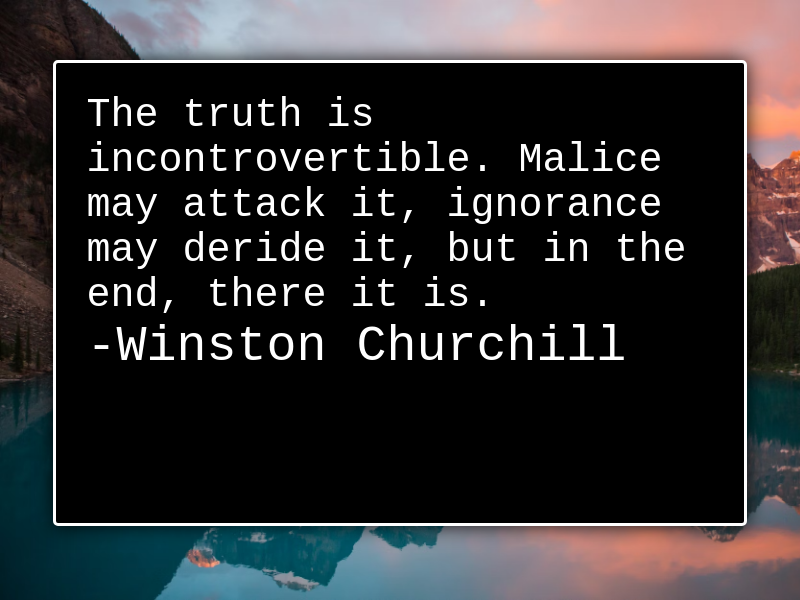 The truth is
incontrovertible. Malice
may attack it, ignorance
may deride it, but in the
end, there it is.
-Winston Churchill